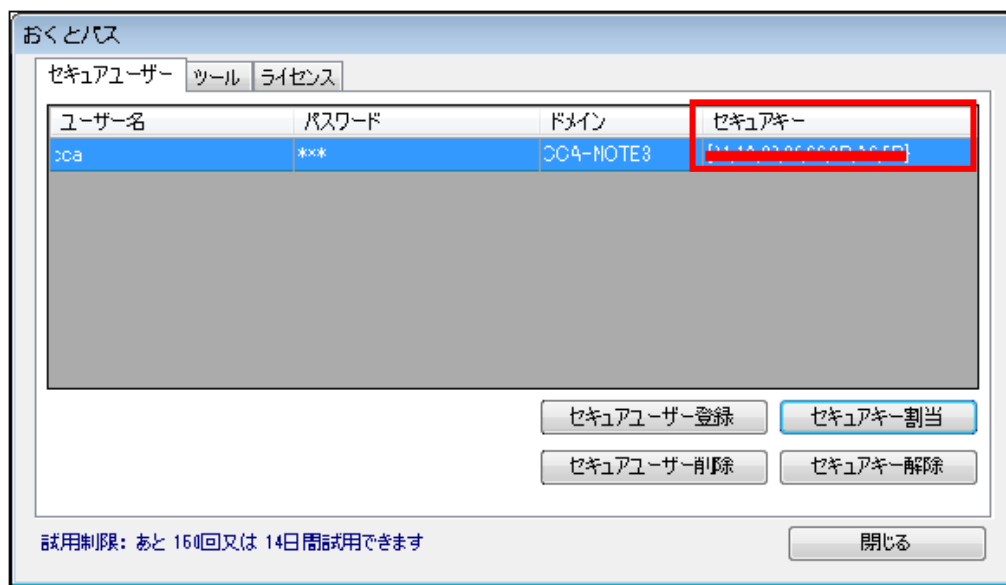 おくとパス
セキュアユーザー ツール ライセンス
ユーザー名 パスワード ドメイン セキュアキー
cca *** CCA-NOTE3
セキュアユーザー登録 セキュアキー割当
セキュアユーザー削除 セキュアキー解除
試用制限: あと 150回又は 14日間試用できます 閉じる